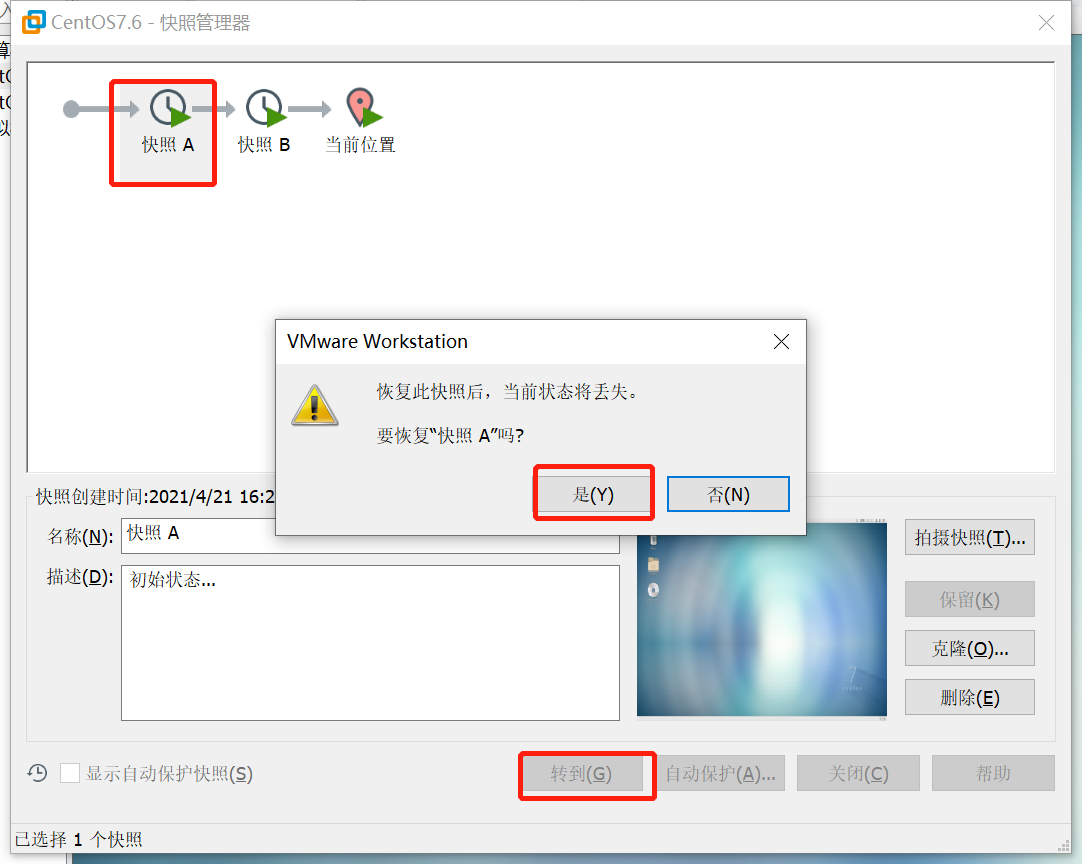 CentOS7.6 - 快照管理器
快照 A
快照 B
当前位置
VMware Workstation
恢复此快照后，当前状态将丢失。
要恢复“快照 A”吗?
是(Y)
否(N)
快照创建时间:2021/4/21 16:2
名称(N):
快照 A
描述(D):
初始状态...
拍摄快照(T)...
保留(K)
克隆(O)...
删除(E)
显示自动保护快照(S)
转到(G)
自动保护(A)...
关闭(C)
帮助
已选择 1 个快照